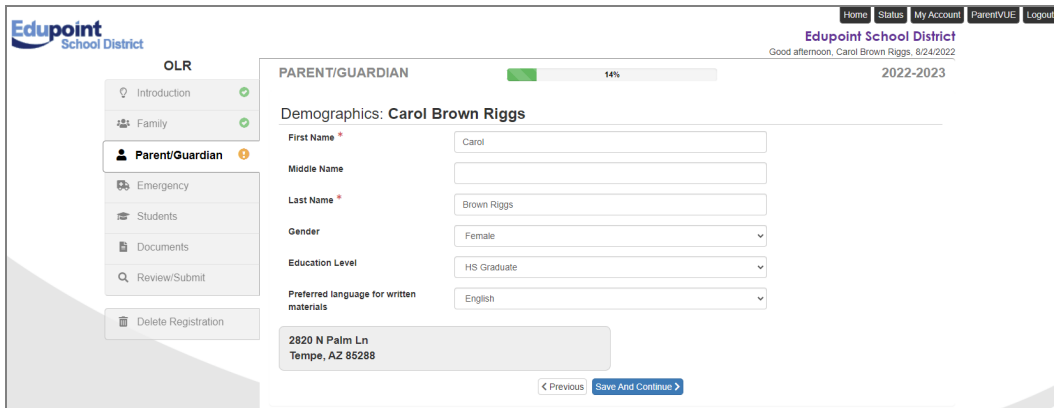 Home Status My Account ParentVUE Logout
Edupoint
School District
Edupoint School District
Good afternoon, Carol Brown Riggs, 8/24/2022
OLR
Introduction
Family
Parent/Guardian
Emergency
Students
Documents
Review/Submit
Delete Registration
PARENT/GUARDIAN 14% 2022-2023
Demographics: Carol Brown Riggs
First Name * Carol
Middle Name
Last Name * Brown Riggs
Gender Female
Education Level HS Graduate
Preferred language for written
materials English
2820 N Palm Ln
Tempe, AZ 85288
Previous Save And Continue